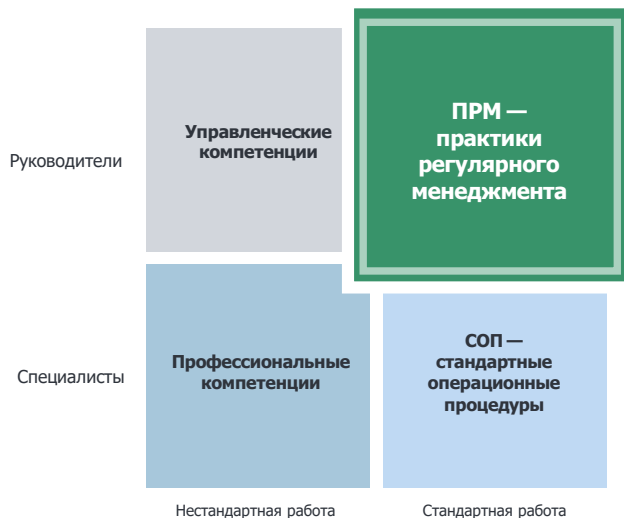 Руководители
Управленческие
компетенции
ПРМ —
практики
регулярного
менеджмента
Специалисты
Профессиональные
компетенции
СОП —
стандартные
операционные
процедуры
Нестандартная работа
Стандартная работа